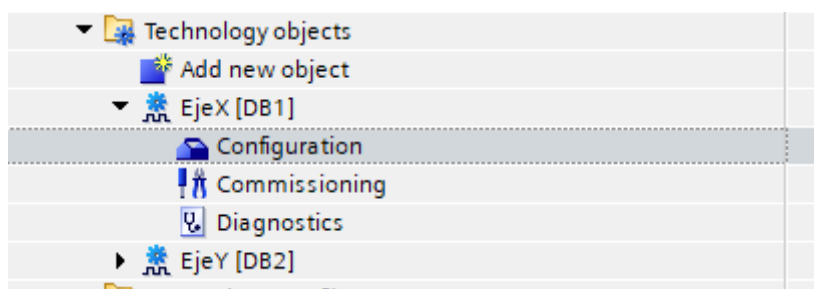 Technology objects
Add new object
EjeX [DB1]
Configuration
Commissioning
Diagnostics
EjeY [DB2]